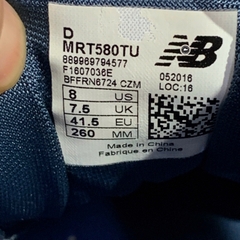 D
MRT580TU
889969794577
F1607036E
BFFRN6724 CZM
NB
052016
LOC:16
8 US
7.5 UK
41.5 EU
260 MM
Made in China
Fabriqué en Chine